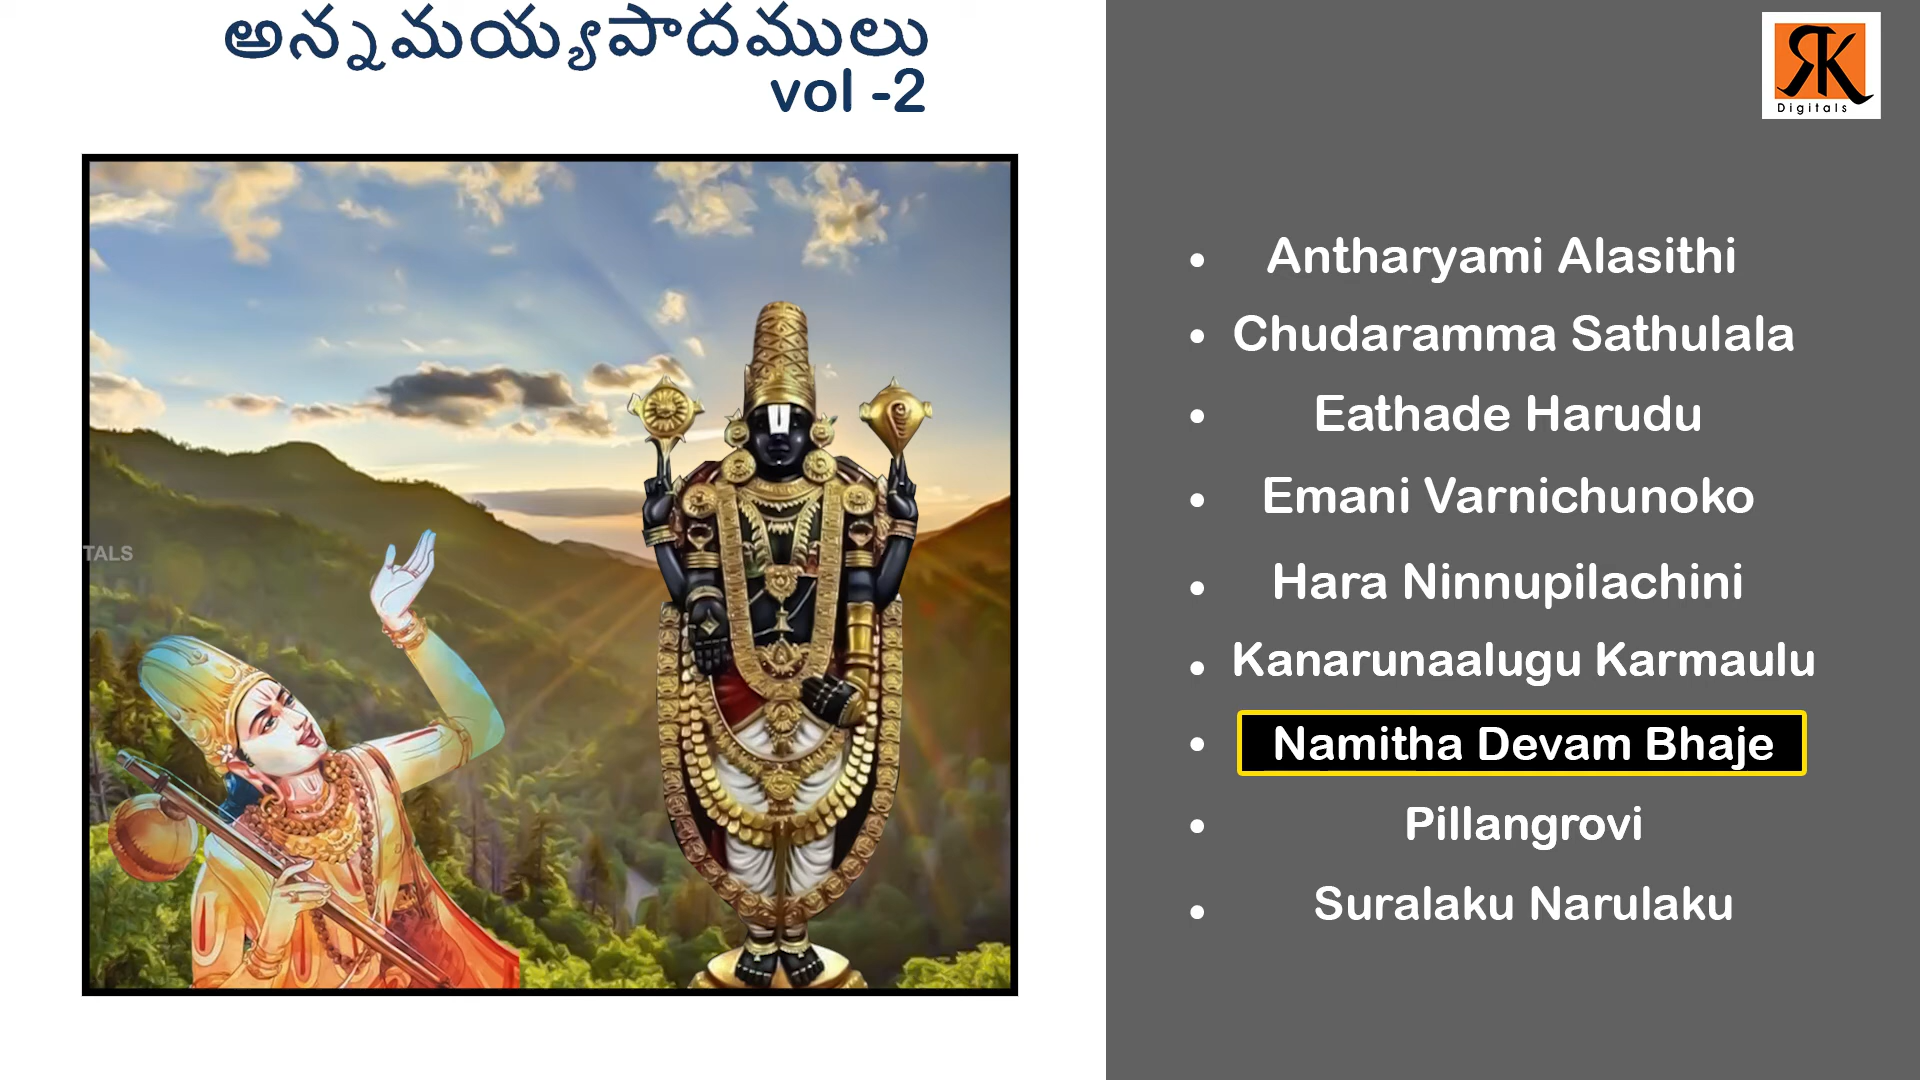 అన్నమయ్యపాదములు
vol -2
RK
Digitals
TALS
Antharyami Alasithi
Chudaramma Sathulala
Eathade Harudu
Emani Varnichunoko
Hara Ninnupilachini
Kanarunaalugu Karmaulu
Namitha Devam Bhaje
Pillangrovi
Suralaku Narulaku